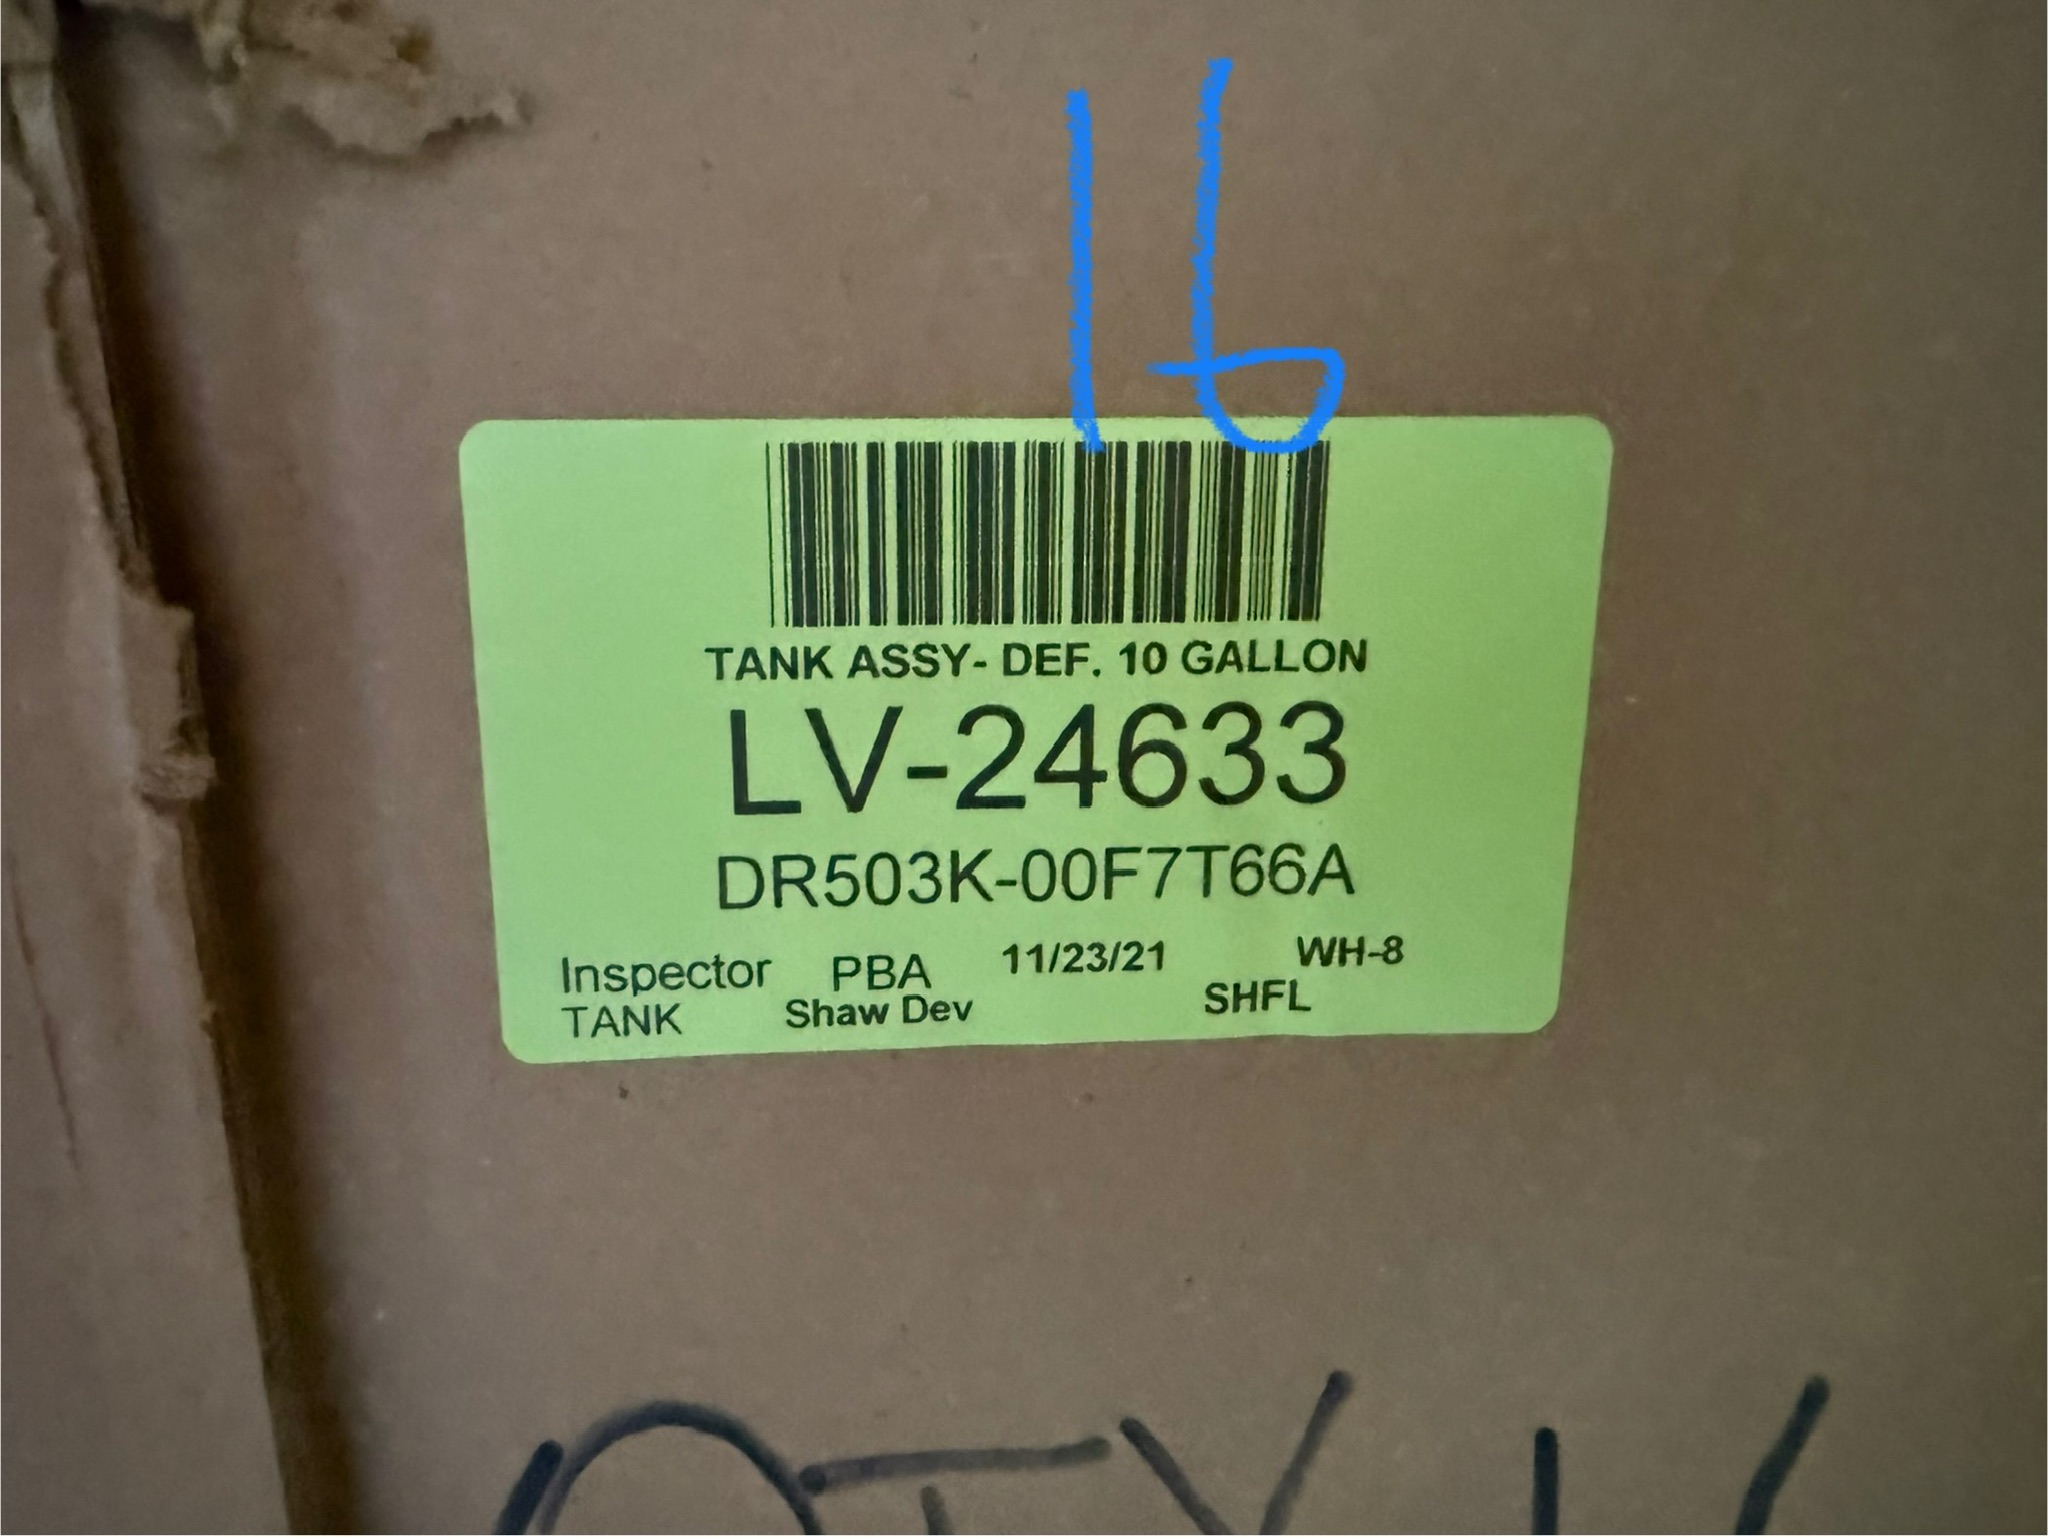 16
TANK ASSY- DEF. 10 GALLON
LV-24633
DR503K-00F7T66A
Inspector PBA 11/23/21 WH-8
TANK Shaw Dev SHFL
QTY